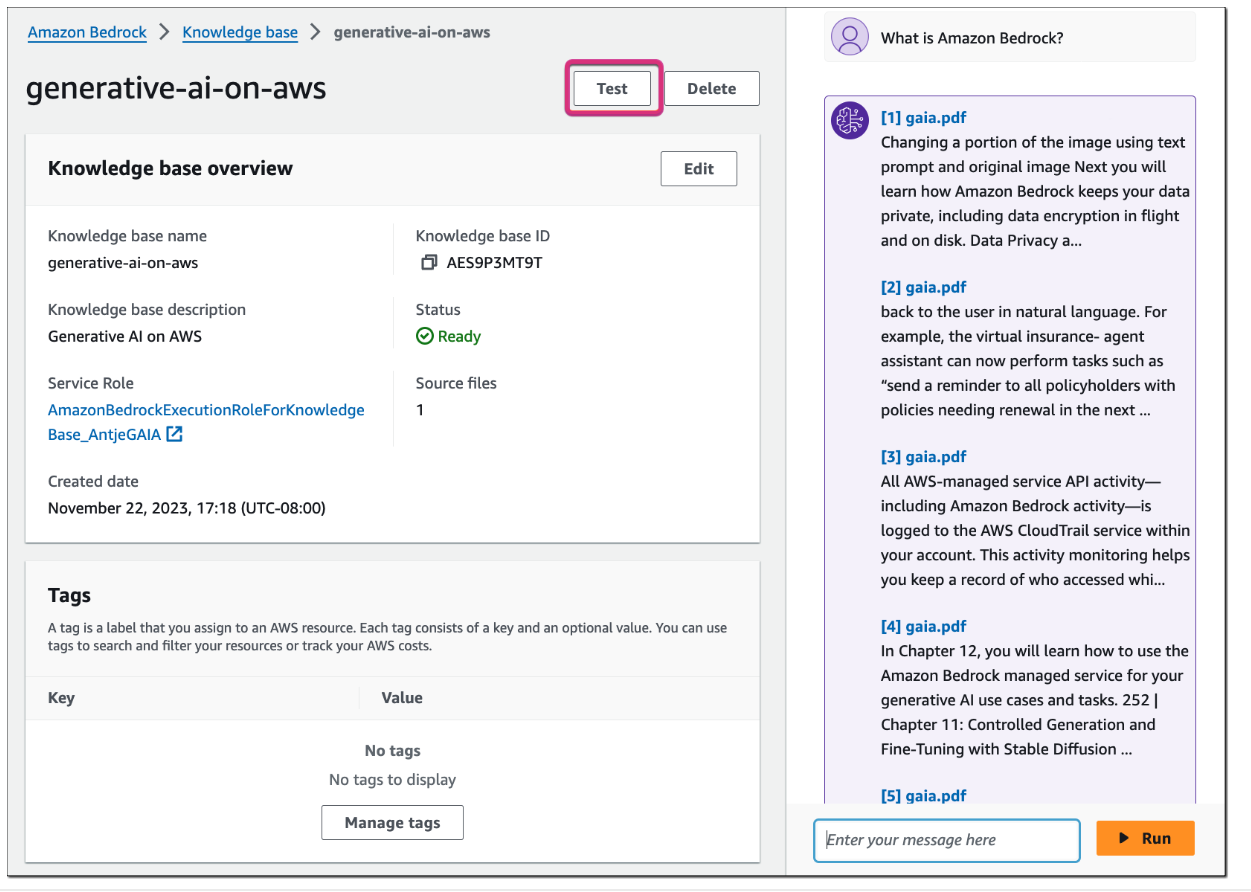 Amazon Bedrock > Knowledge base > generative-ai-on-aws
generative-ai-on-aws
Test
Delete
Knowledge base overview
Edit
Knowledge base name
generative-ai-on-aws
Knowledge base ID
AES9P3MT9T
Knowledge base description
Generative AI on AWS
Status
Ready
Service Role
AmazonBedrockExecutionRoleForKnowledge
Base_AntjeGAIA
Source files
1
Created date
November 22, 2023, 17:18 (UTC-08:00)
Tags
A tag is a label that you assign to an AWS resource. Each tag consists of a key and an optional value. You can use
tags to search and filter your resources or track your AWS costs.
Key
Value
No tags
No tags to display
Manage tags
What is Amazon Bedrock?
[1] gaia.pdf
Changing a portion of the image using text
prompt and original image Next you will
learn how Amazon Bedrock keeps your data
private, including data encryption in flight
and on disk. Data Privacy a...
[2] gaia.pdf
back to the user in natural language. For
example, the virtual insurance- agent
assistant can now perform tasks such as
“send a reminder to all policyholders with
policies needing renewal in the next ...
[3] gaia.pdf
All AWS-managed service API activity—
including Amazon Bedrock activity—is
logged to the AWS CloudTrail service within
your account. This activity monitoring helps
you keep a record of who accessed whi...
[4] gaia.pdf
In Chapter 12, you will learn how to use the
Amazon Bedrock managed service for your
generative AI use cases and tasks. 252 |
Chapter 11: Controlled Generation and
Fine-Tuning with Stable Diffusion ...
[5] gaia.pdf
Enter your message here
Run